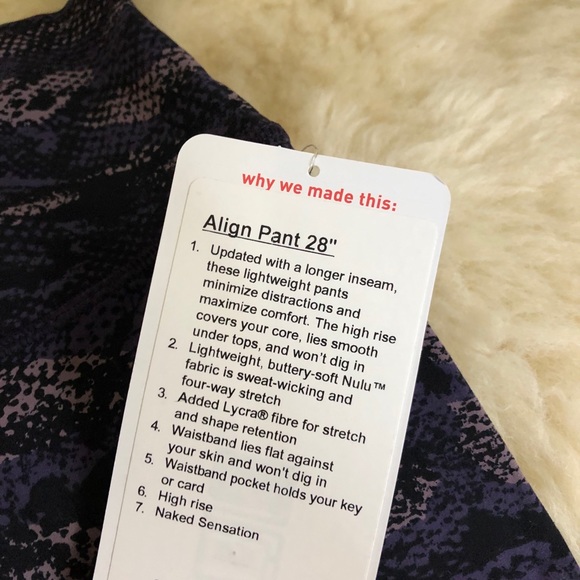 why we made this:
Align Pant 28"
1. Updated with a longer inseam,
these lightweight pants
minimize distractions and
maximize comfort. The high rise
covers your core, lies smooth
under tops, and won't dig in
2. Lightweight, buttery-soft Nulu™
fabric is sweat-wicking and
four-way stretch
3. Added Lycra® fibre for stretch
and shape retention
4. Waistband lies flat against
your skin and won't dig in
5. Waistband pocket holds your key
or card
6. High rise
7. Naked Sensation